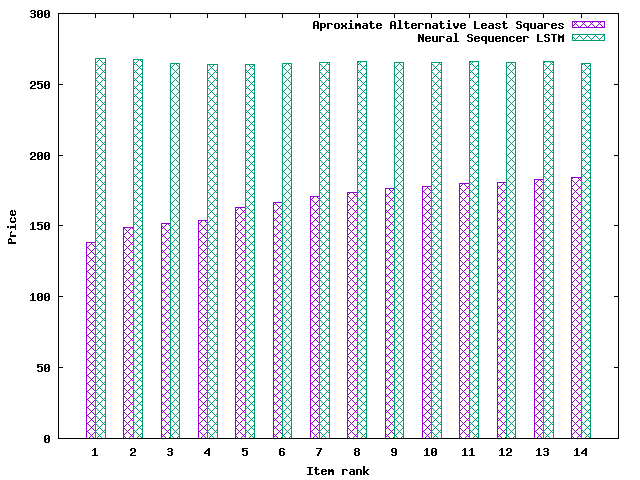 300
Aproximate Alternative Least Squares
Neural Sequencer LSTM
250
200
150
100
50
0
Price
1 2 3 4 5 6 7 8 9 10 11 12 13 14
Item rank